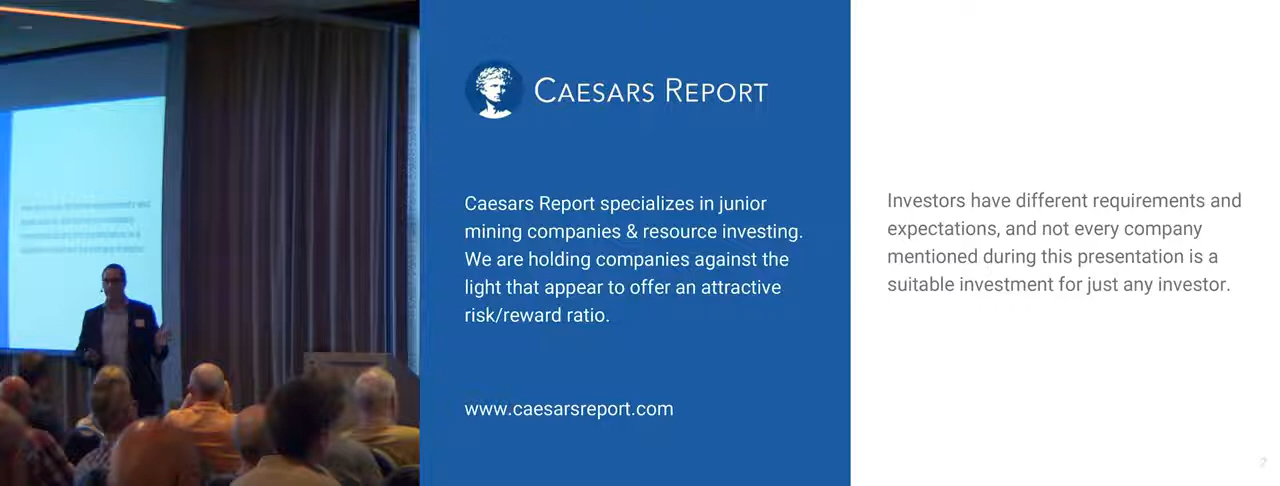 CAESARS REPORT
Caesars Report specializes in junior
mining companies & resource investing.
We are holding companies against the
light that appear to offer an attractive
risk/reward ratio.
www.caesarsreport.com
Investors have different requirements and
expectations, and not every company
mentioned during this presentation is a
suitable investment for just any investor.
2